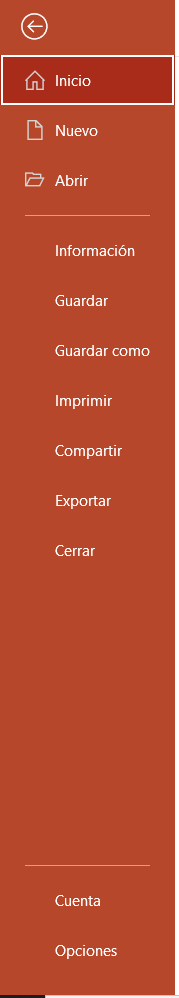 Inicio
Nuevo
Abrir
Información
Guardar
Guardar como
Imprimir
Compartir
Exportar
Cerrar
Cuenta
Opciones